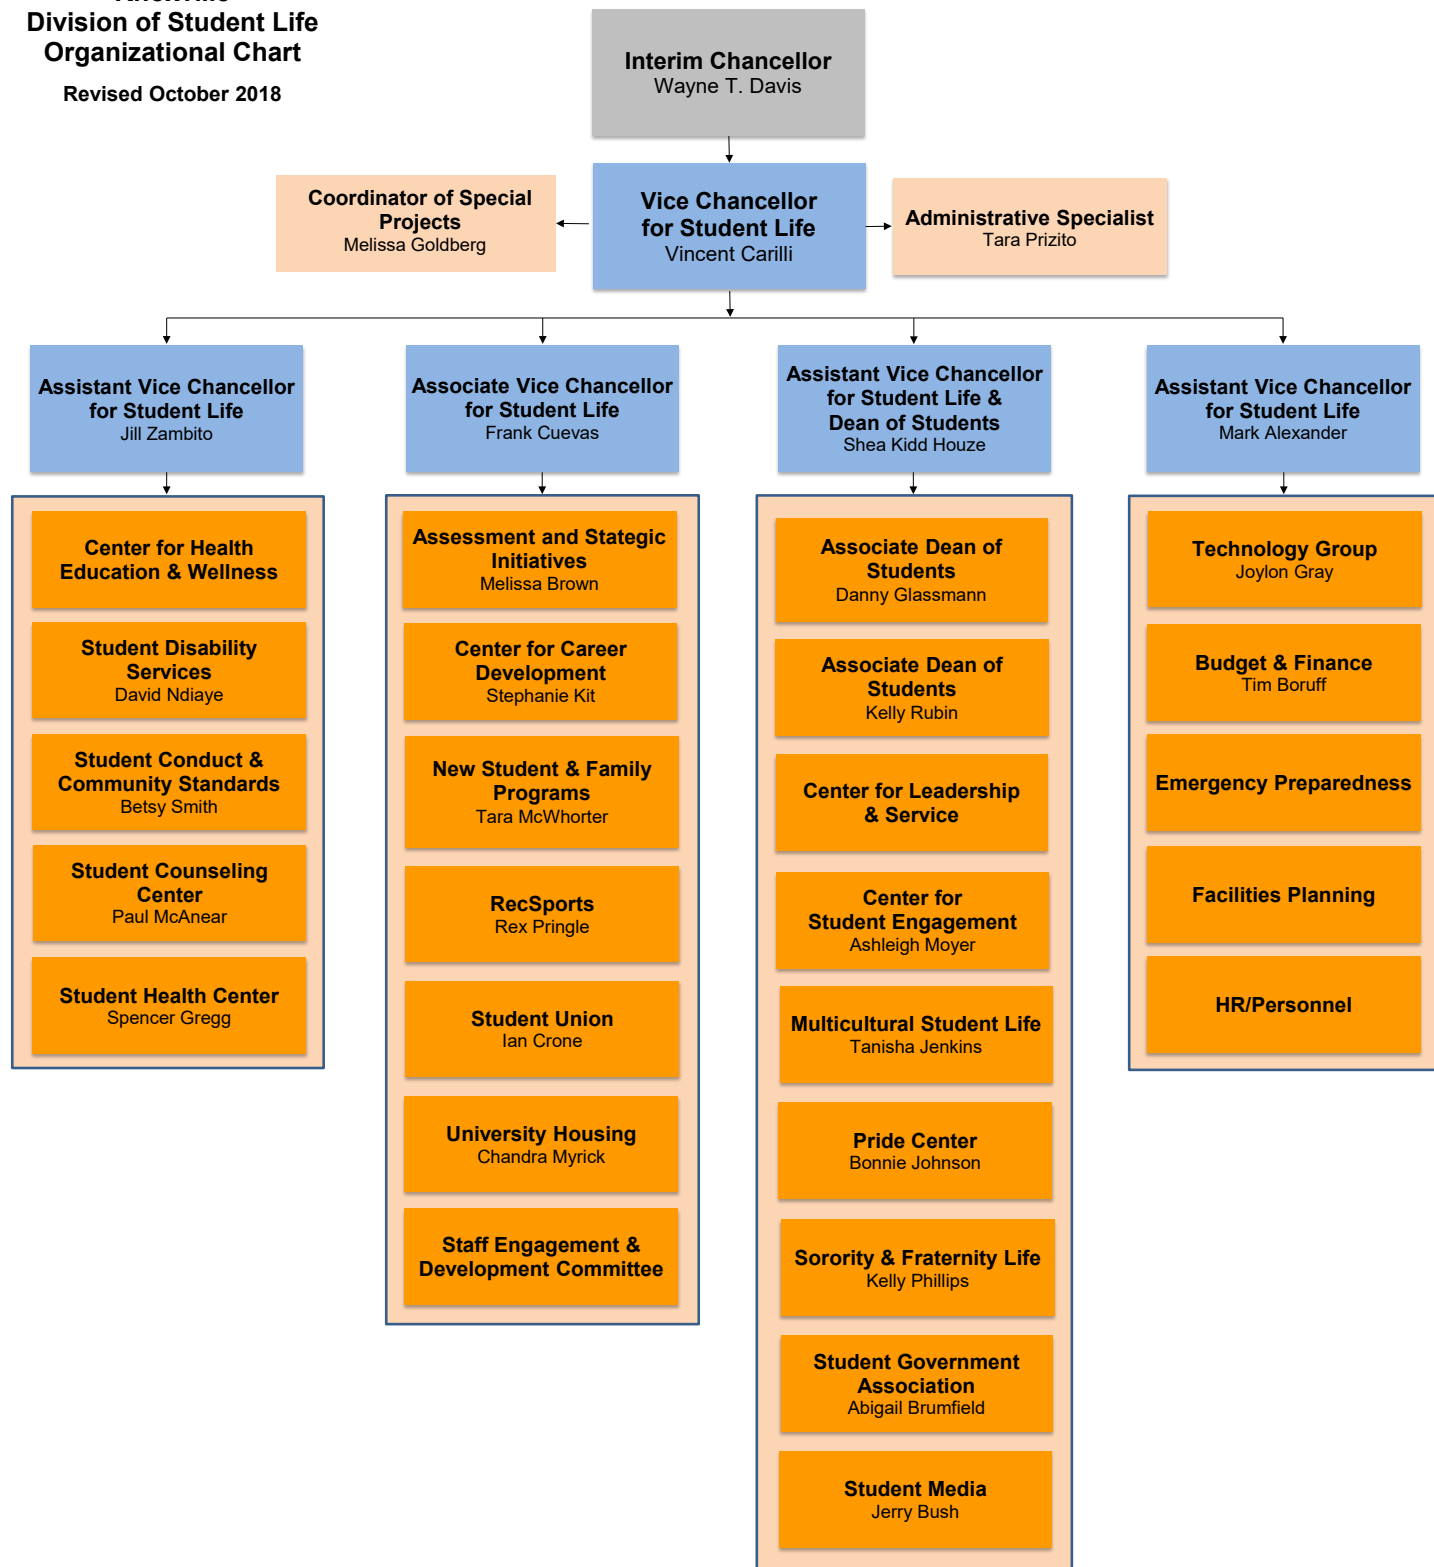 Division of Student Life
Organizational Chart
Revised October 2018
Interim Chancellor
Wayne T. Davis
Coordinator of Special
Projects
Melissa Goldberg
Vice Chancellor
for Student Life
Vincent Carilli
Administrative Specialist
Tara Prizito
Assistant Vice Chancellor
for Student Life
Jill Zambito
Associate Vice Chancellor
for Student Life
Frank Cuevas
Assistant Vice Chancellor
for Student Life &
Dean of Students
Shea Kidd Houze
Assistant Vice Chancellor
for Student Life
Mark Alexander
Center for Health
Education & Wellness
Student Disability
Services
David Ndiaye
Student Conduct &
Community Standards
Betsy Smith
Student Counseling
Center
Paul McAnear
Student Health Center
Spencer Gregg
Assessment and Stategic
Initiatives
Melissa Brown
Center for Career
Development
Stephanie Kit
New Student & Family
Programs
Tara McWhorter
RecSports
Rex Pringle
Student Union
Ian Crone
University Housing
Chandra Myrick
Staff Engagement &
Development Committee
Associate Dean of
Students
Danny Glassmann
Associate Dean of
Students
Kelly Rubin
Center for Leadership
& Service
Center for
Student Engagement
Ashleigh Moyer
Multicultural Student Life
Tanisha Jenkins
Pride Center
Bonnie Johnson
Sorority & Fraternity Life
Kelly Phillips
Student Government
Association
Abigail Brumfield
Student Media
Jerry Bush
Technology Group
Joylon Gray
Budget & Finance
Tim Boruff
Emergency Preparedness
Facilities Planning
HR/Personnel